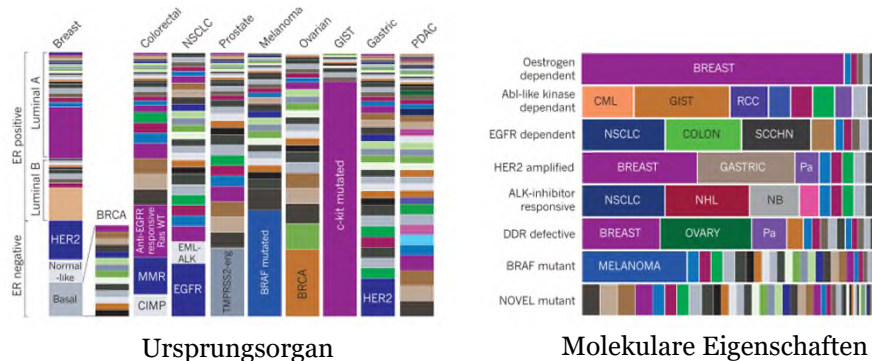 Breast
Colorectal
NSCLC
Prostate
Melanoma
Ovarian
GIST
Gastric
PDAC
ER positive
Luminal A
Luminal B
ER negative
HER2
Normal
-like
Basal
BRCA
Anti-EGFR
responsive
Ras WT
MMR
CIMP
EML-
ALK
EGFR
TMPRSS2-erg
BRAF mutated
BRCA
c-kit mutated
HER2
Ursprungsorgan
Oestrogen
dependent
BREAST
Abl-like kinase
dependant
CML
GIST
RCC
EGFR dependent
NSCLC
COLON
SCCHN
HER2 amplified
BREAST
GASTRIC
Pa
ALK-inhibitor
responsive
NSCLC
NHL
NB
DDR defective
BREAST
OVARY
Pa
BRAF mutant
MELANOMA
NOVEL mutant
Molekulare Eigenschaften